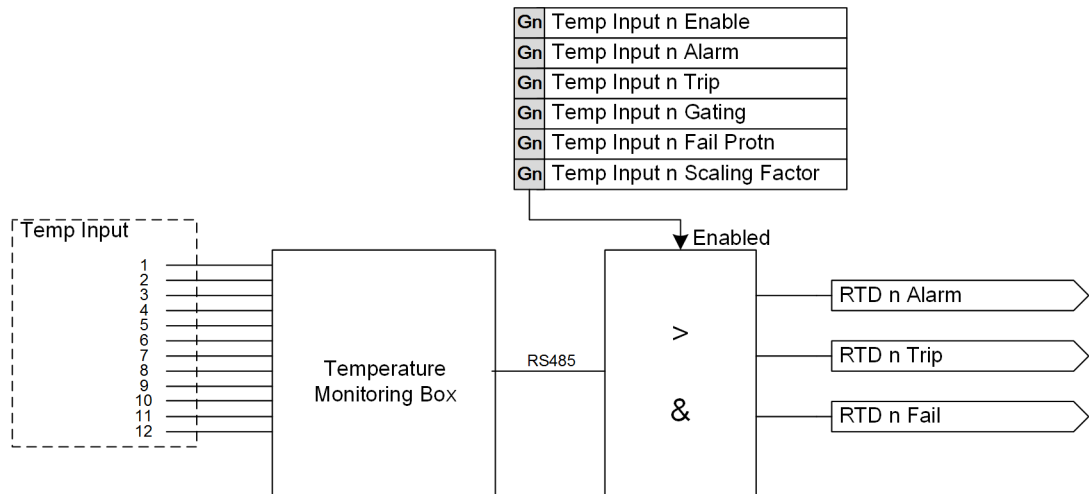 Gn Temp Input n Enable
Gn Temp Input n Alarm
Gn Temp Input n Trip
Gn Temp Input n Gating
Gn Temp Input n Fail Protn
Gn Temp Input n Scaling Factor
Temp Input
Enabled
1
2
3
4
5
6
7
8
9
10
11
12
Temperature
Monitoring Box
RS485
>
&
RTD n Alarm
RTD n Trip
RTD n Fail